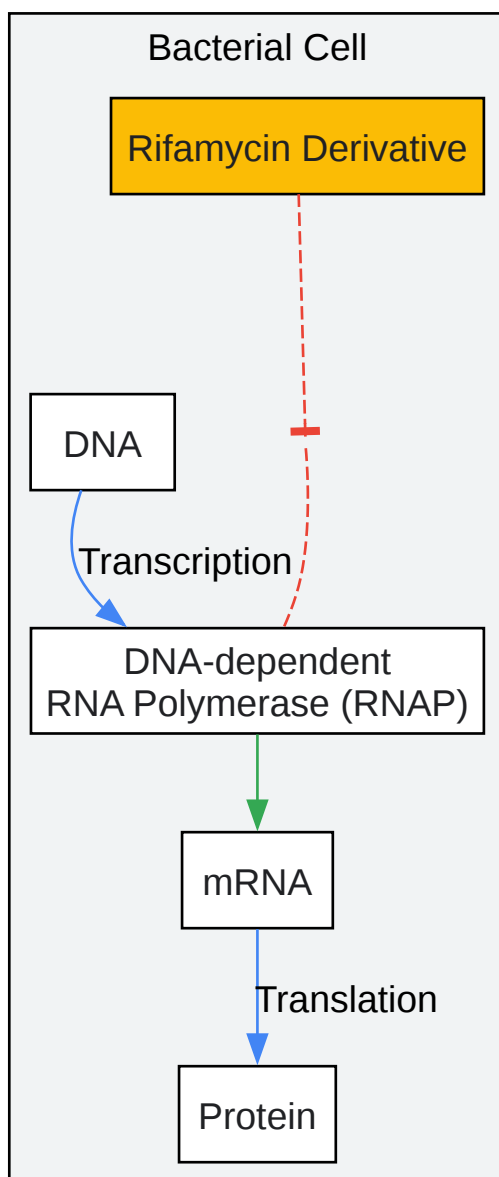 Bacterial Cell
Rifamycin Derivative
DNA
Transcription
DNA-dependent
RNA Polymerase (RNAP)
mRNA
Translation
Protein